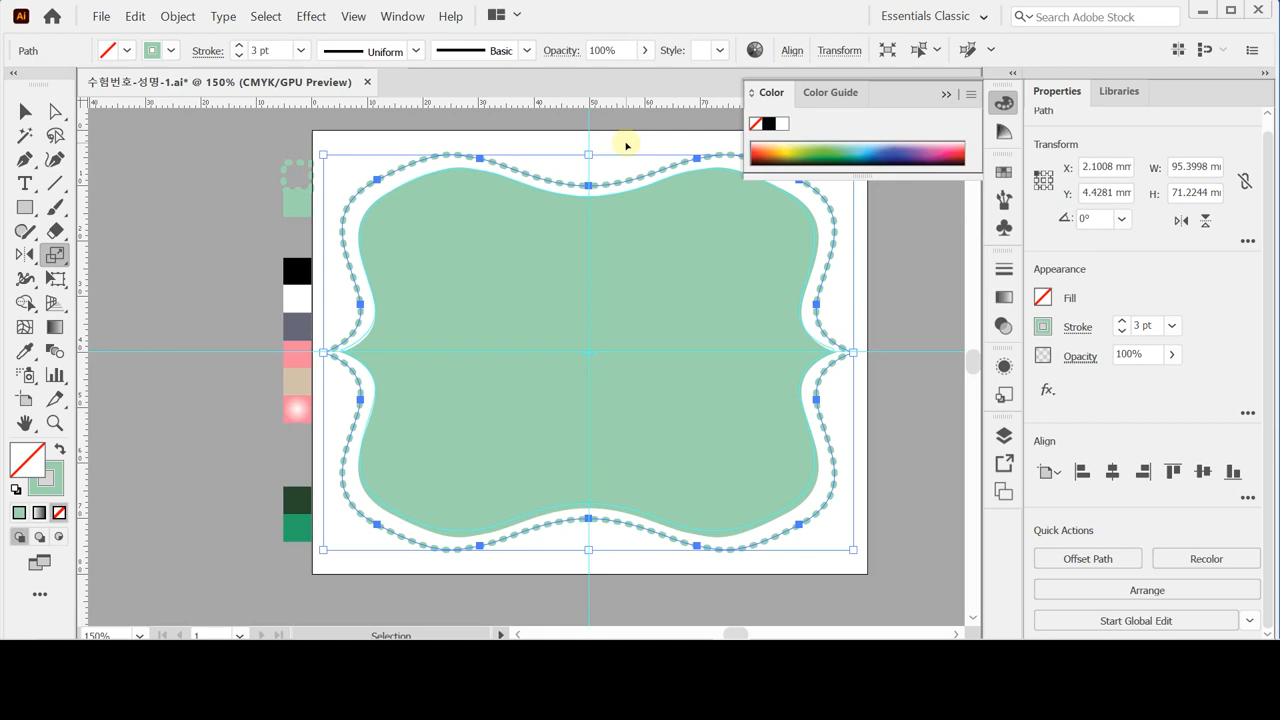 Ai File Edit Object Type Select Effect View Window Help Essentials Classic Search Adobe Stock
Path Stroke: 3 pt Uniform Basic Opacity: 100% Style: Align Transform
수험번호-성명-1.ai* @ 150% (CMYK/GPU Preview)
Color Color Guide
Properties Libraries
Path
Transform
X: 2.1008 mm W: 95.3998 mm
Y: 4.4281 mm H: 71.2244 mm
0°
Appearance
Fill
Stroke 3 pt
Opacity 100%
fx.
Align
Quick Actions
Offset Path Recolor
Arrange
Start Global Edit
150% 1 Selection